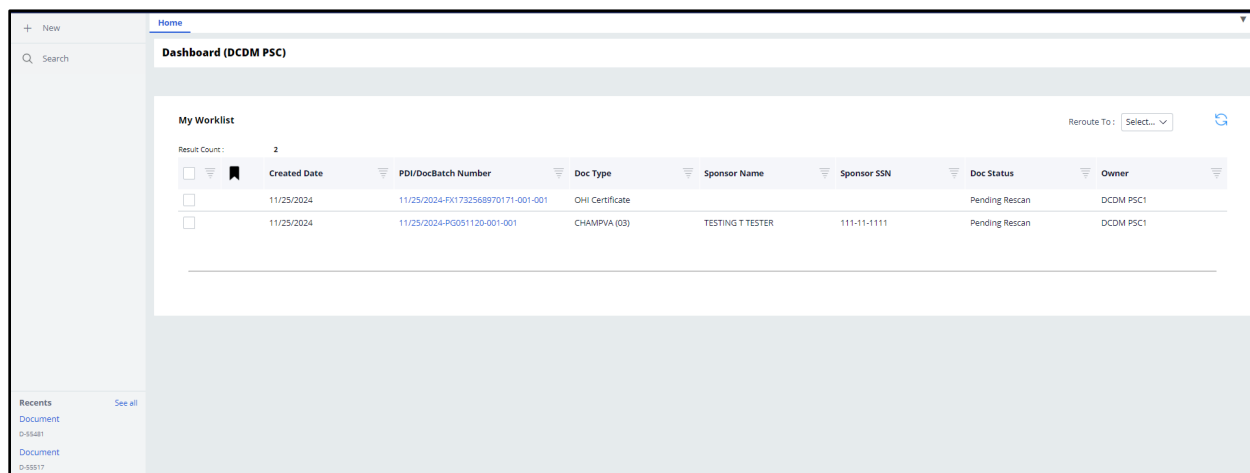 + New
Home
Search
Dashboard (DCDM PSC)
My Worklist
Reroute To : Select...
Result Count : 2
Created Date PDI/DocBatch Number Doc Type Sponsor Name Sponsor SSN Doc Status Owner
11/25/2024 11/25/2024-FX1732568970171-001-001 OHI Certificate Pending Rescan DCDM PSC1
11/25/2024 11/25/2024-PG051120-001-001 CHAMPVA (03) TESTING T TESTER 111-11-1111 Pending Rescan DCDM PSC1
Recents See all
Document
D-55481
Document
D-55517